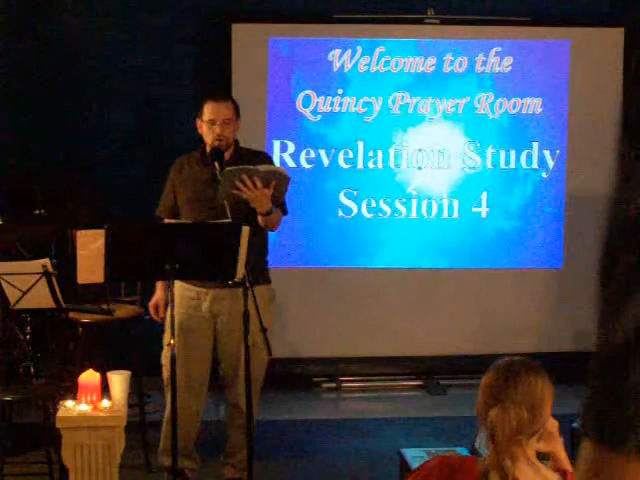 Welcome to the
Quincy Prayer Room
Revelation Study
Session 4